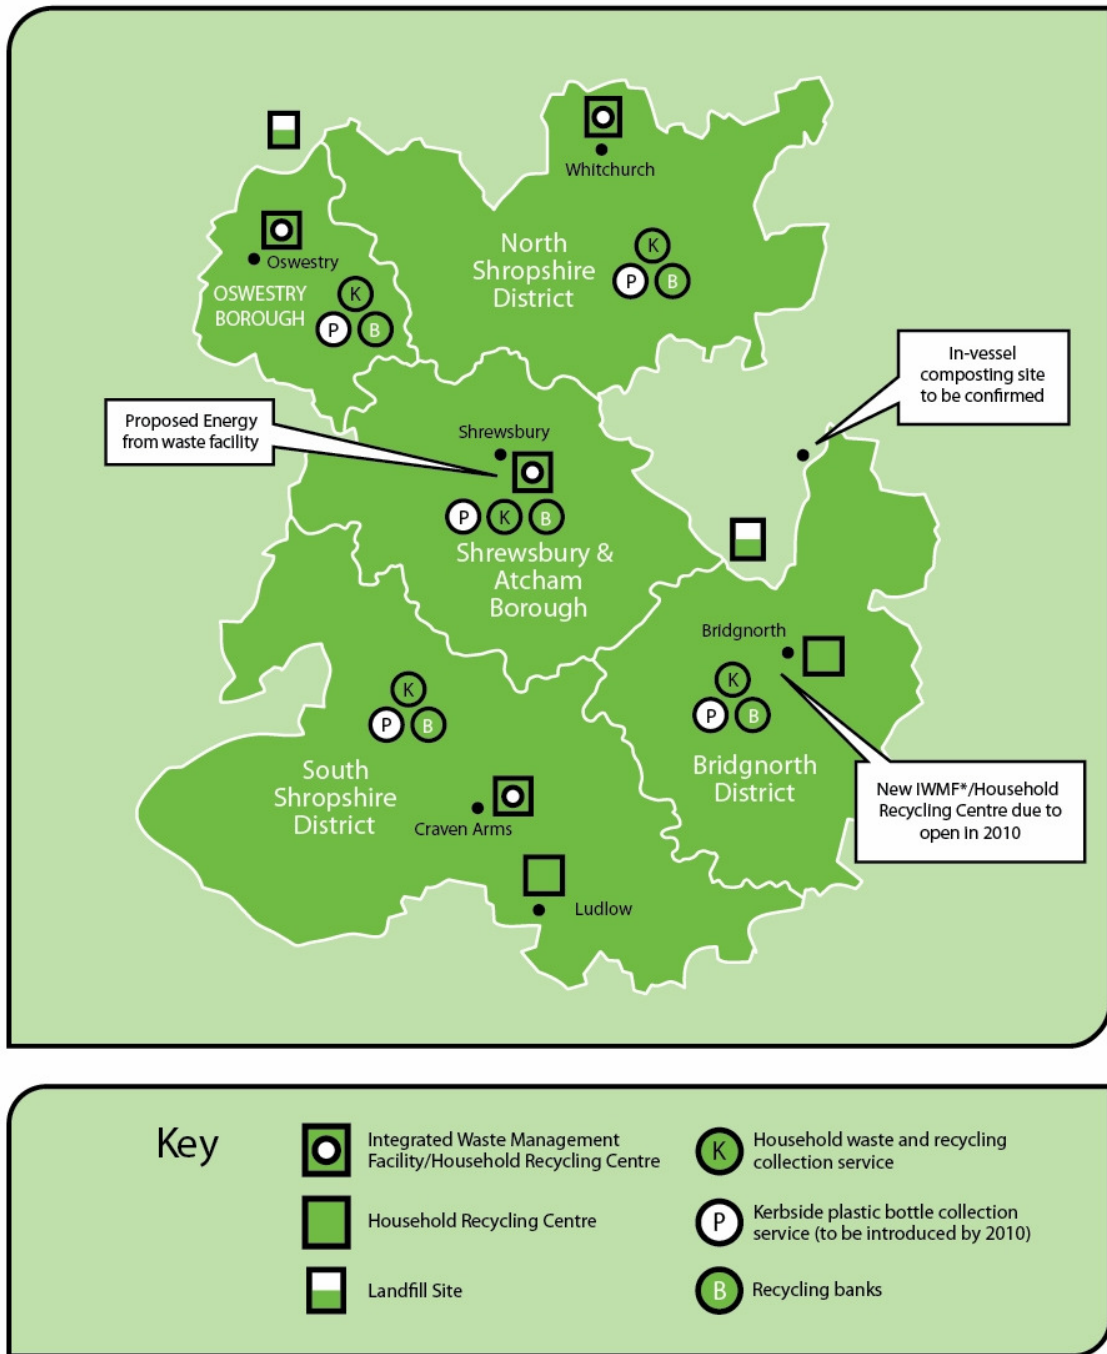 Whitchurch
North
Shropshire
District
K
P
B
Oswestry
OSWESTRY
BOROUGH
K
P
B
In-vessel
composting site
to be confirmed
Proposed Energy
from waste facility
Shrewsbury
P
K
B
Shrewsbury &
Atcham
Borough
Bridgnorth
K
P
B
Bridgnorth
District
New IWMF*/Household
Recycling Centre due to
open in 2010
K
P
B
South
Shropshire
District
Craven Arms
Ludlow
Key
Integrated Waste Management
Facility/Household Recycling Centre
Household Recycling Centre
Landfill Site
K
Household waste and recycling
collection service
P
Kerbside plastic bottle collection
service (to be introduced by 2010)
B
Recycling banks